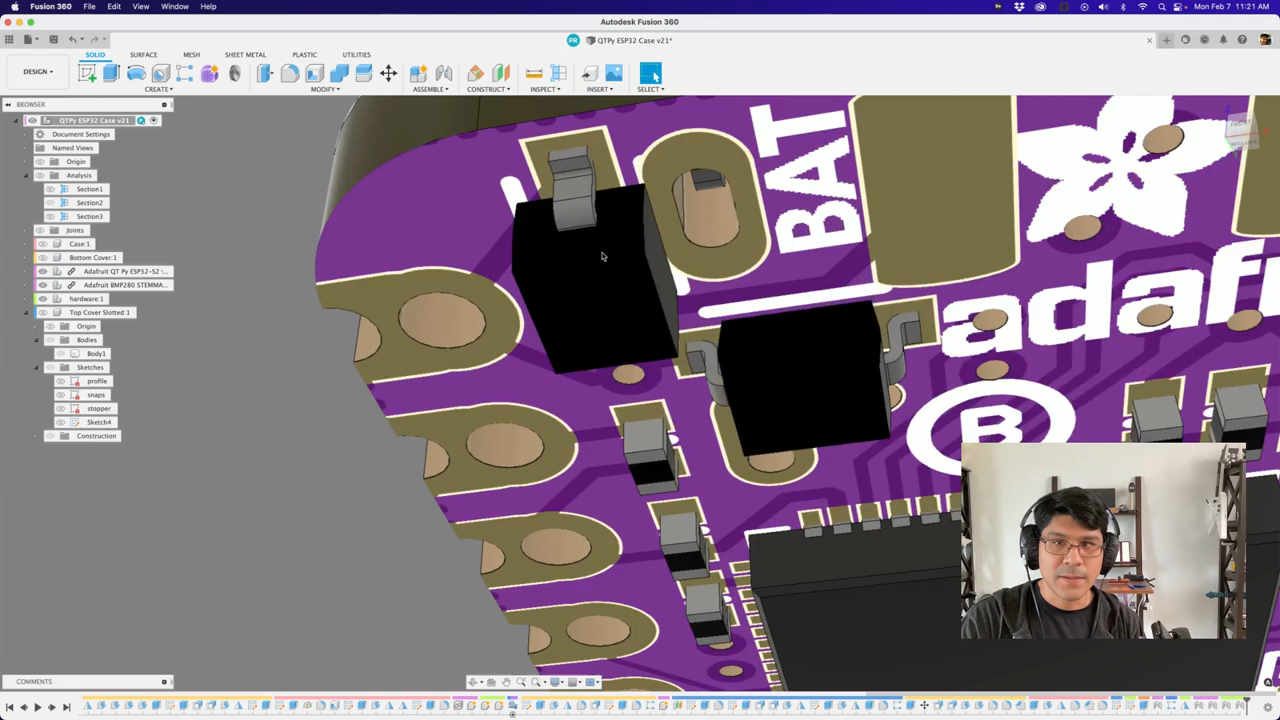 Fusion 360 File Edit View Window Help
Mon Feb 7 11:21 AM
Autodesk Fusion 360
PR QTPy ESP32 Case v21*
SOLID SURFACE MESH SHEET METAL PLASTIC UTILITIES
DESIGN
CREATE MODIFY ASSEMBLE CONSTRUCT INSPECT INSERT SELECT
BROWSER
QTPy ESP32 Case v21
Document Settings
Named Views
Origin
Analysis
Section1
Section2
Section3
Joints
Case:1
Bottom Cover:1
Adafruit QT Py ESP32-S2
Adafruit BMP280 STEMMA...
hardware:1
Top Cover Slotted:1
Origin
Bodies
Body1
Sketches
profile
snaps
stopper
Sketch4
Construction
BAT
adafr
B
COMMENTS